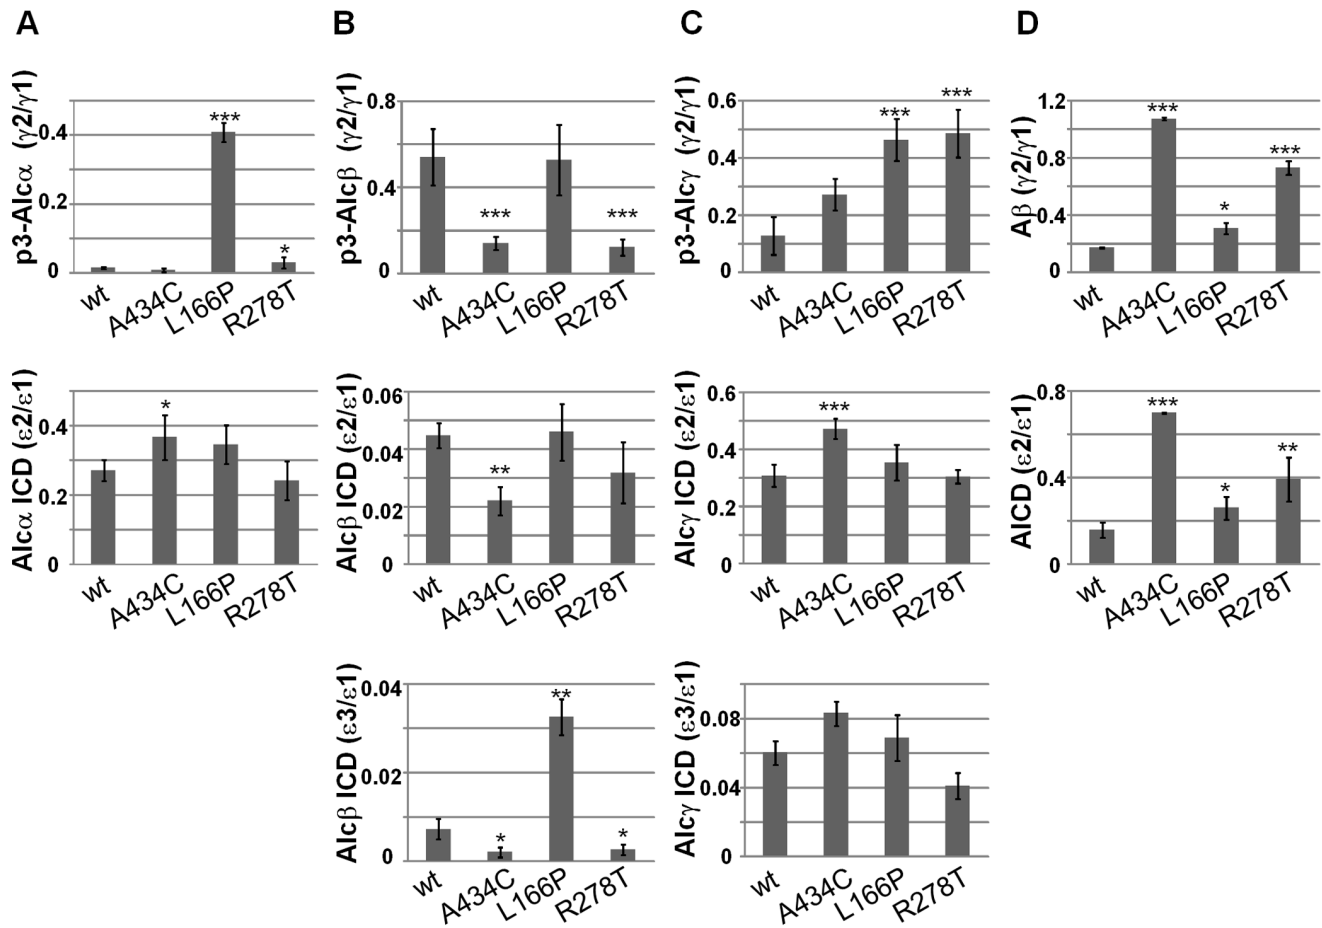 A
p3-Alcα (γ2/γ1)
0.4
0.2
0
***
*
wt
A434C
L166P
R278T
Alcα ICD (ε2/ε1)
0.4
0.2
0
*
wt
A434C
L166P
R278T
B
p3-Alcβ (γ2/γ1)
0.8
0.4
0
***
***
wt
A434C
L166P
R278T
Alcβ ICD (ε2/ε1)
0.06
0.04
0.02
0
**
wt
A434C
L166P
R278T
Alcβ ICD (ε3/ε1)
0.04
0.02
0
*
**
*
wt
A434C
L166P
R278T
C
p3-Alcγ (γ2/γ1)
0.6
0.4
0.2
0
***
***
wt
A434C
L166P
R278T
Alcγ ICD (ε2/ε1)
0.6
0.4
0.2
0
***
wt
A434C
L166P
R278T
Alcγ ICD (ε3/ε1)
0.08
0.04
0
wt
A434C
L166P
R278T
D
Aβ (γ2/γ1)
1.2
0.8
0.4
0
***
*
***
wt
A434C
L166P
R278T
AICD (ε2/ε1)
0.8
0.4
0
***
*
**
wt
A434C
L166P
R278T